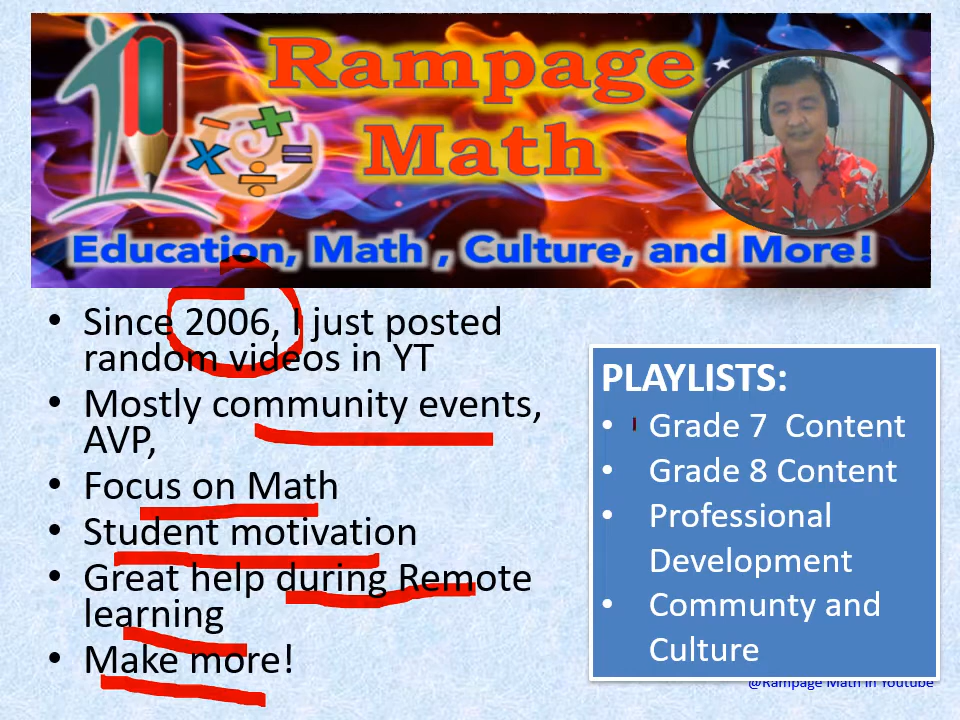 Rampage
Math
Education, Math , Culture, and More!
• Since 2006, I just posted
random videos in YT
• Mostly community events,
AVP,
• Focus on Math
• Student motivation
• Great help during Remote
learning
• Make more!
PLAYLISTS:
• Grade 7 Content
• Grade 8 Content
• Professional
Development
• Communty and
Culture
@Rampage Math in Youtube